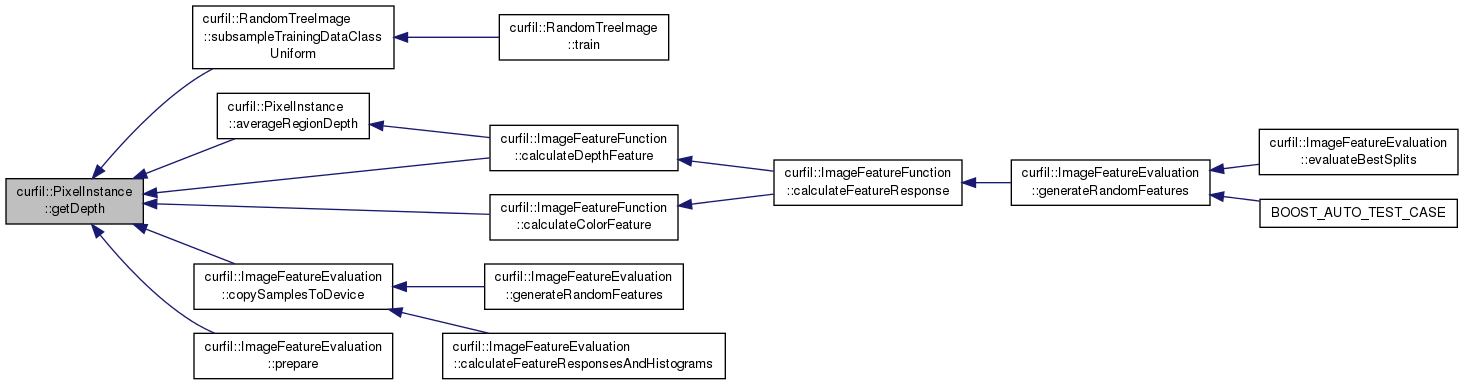 curfil::RandomTreeImage
::subsampleTrainingDataClass
Uniform
curfil::RandomTreeImage
::train
curfil::PixelInstance
::averageRegionDepth
curfil::ImageFeatureFunction
::calculateDepthFeature
curfil::ImageFeatureEvaluation
::evaluateBestSplits
curfil::ImageFeatureFunction
::calculateFeatureResponse
curfil::ImageFeatureEvaluation
::generateRandomFeatures
curfil::PixelInstance
::getDepth
curfil::ImageFeatureFunction
::calculateColorFeature
BOOST_AUTO_TEST_CASE
curfil::ImageFeatureEvaluation
::copySamplesToDevice
curfil::ImageFeatureEvaluation
::generateRandomFeatures
curfil::ImageFeatureEvaluation
::prepare
curfil::ImageFeatureEvaluation
::calculateFeatureResponsesAndHistograms